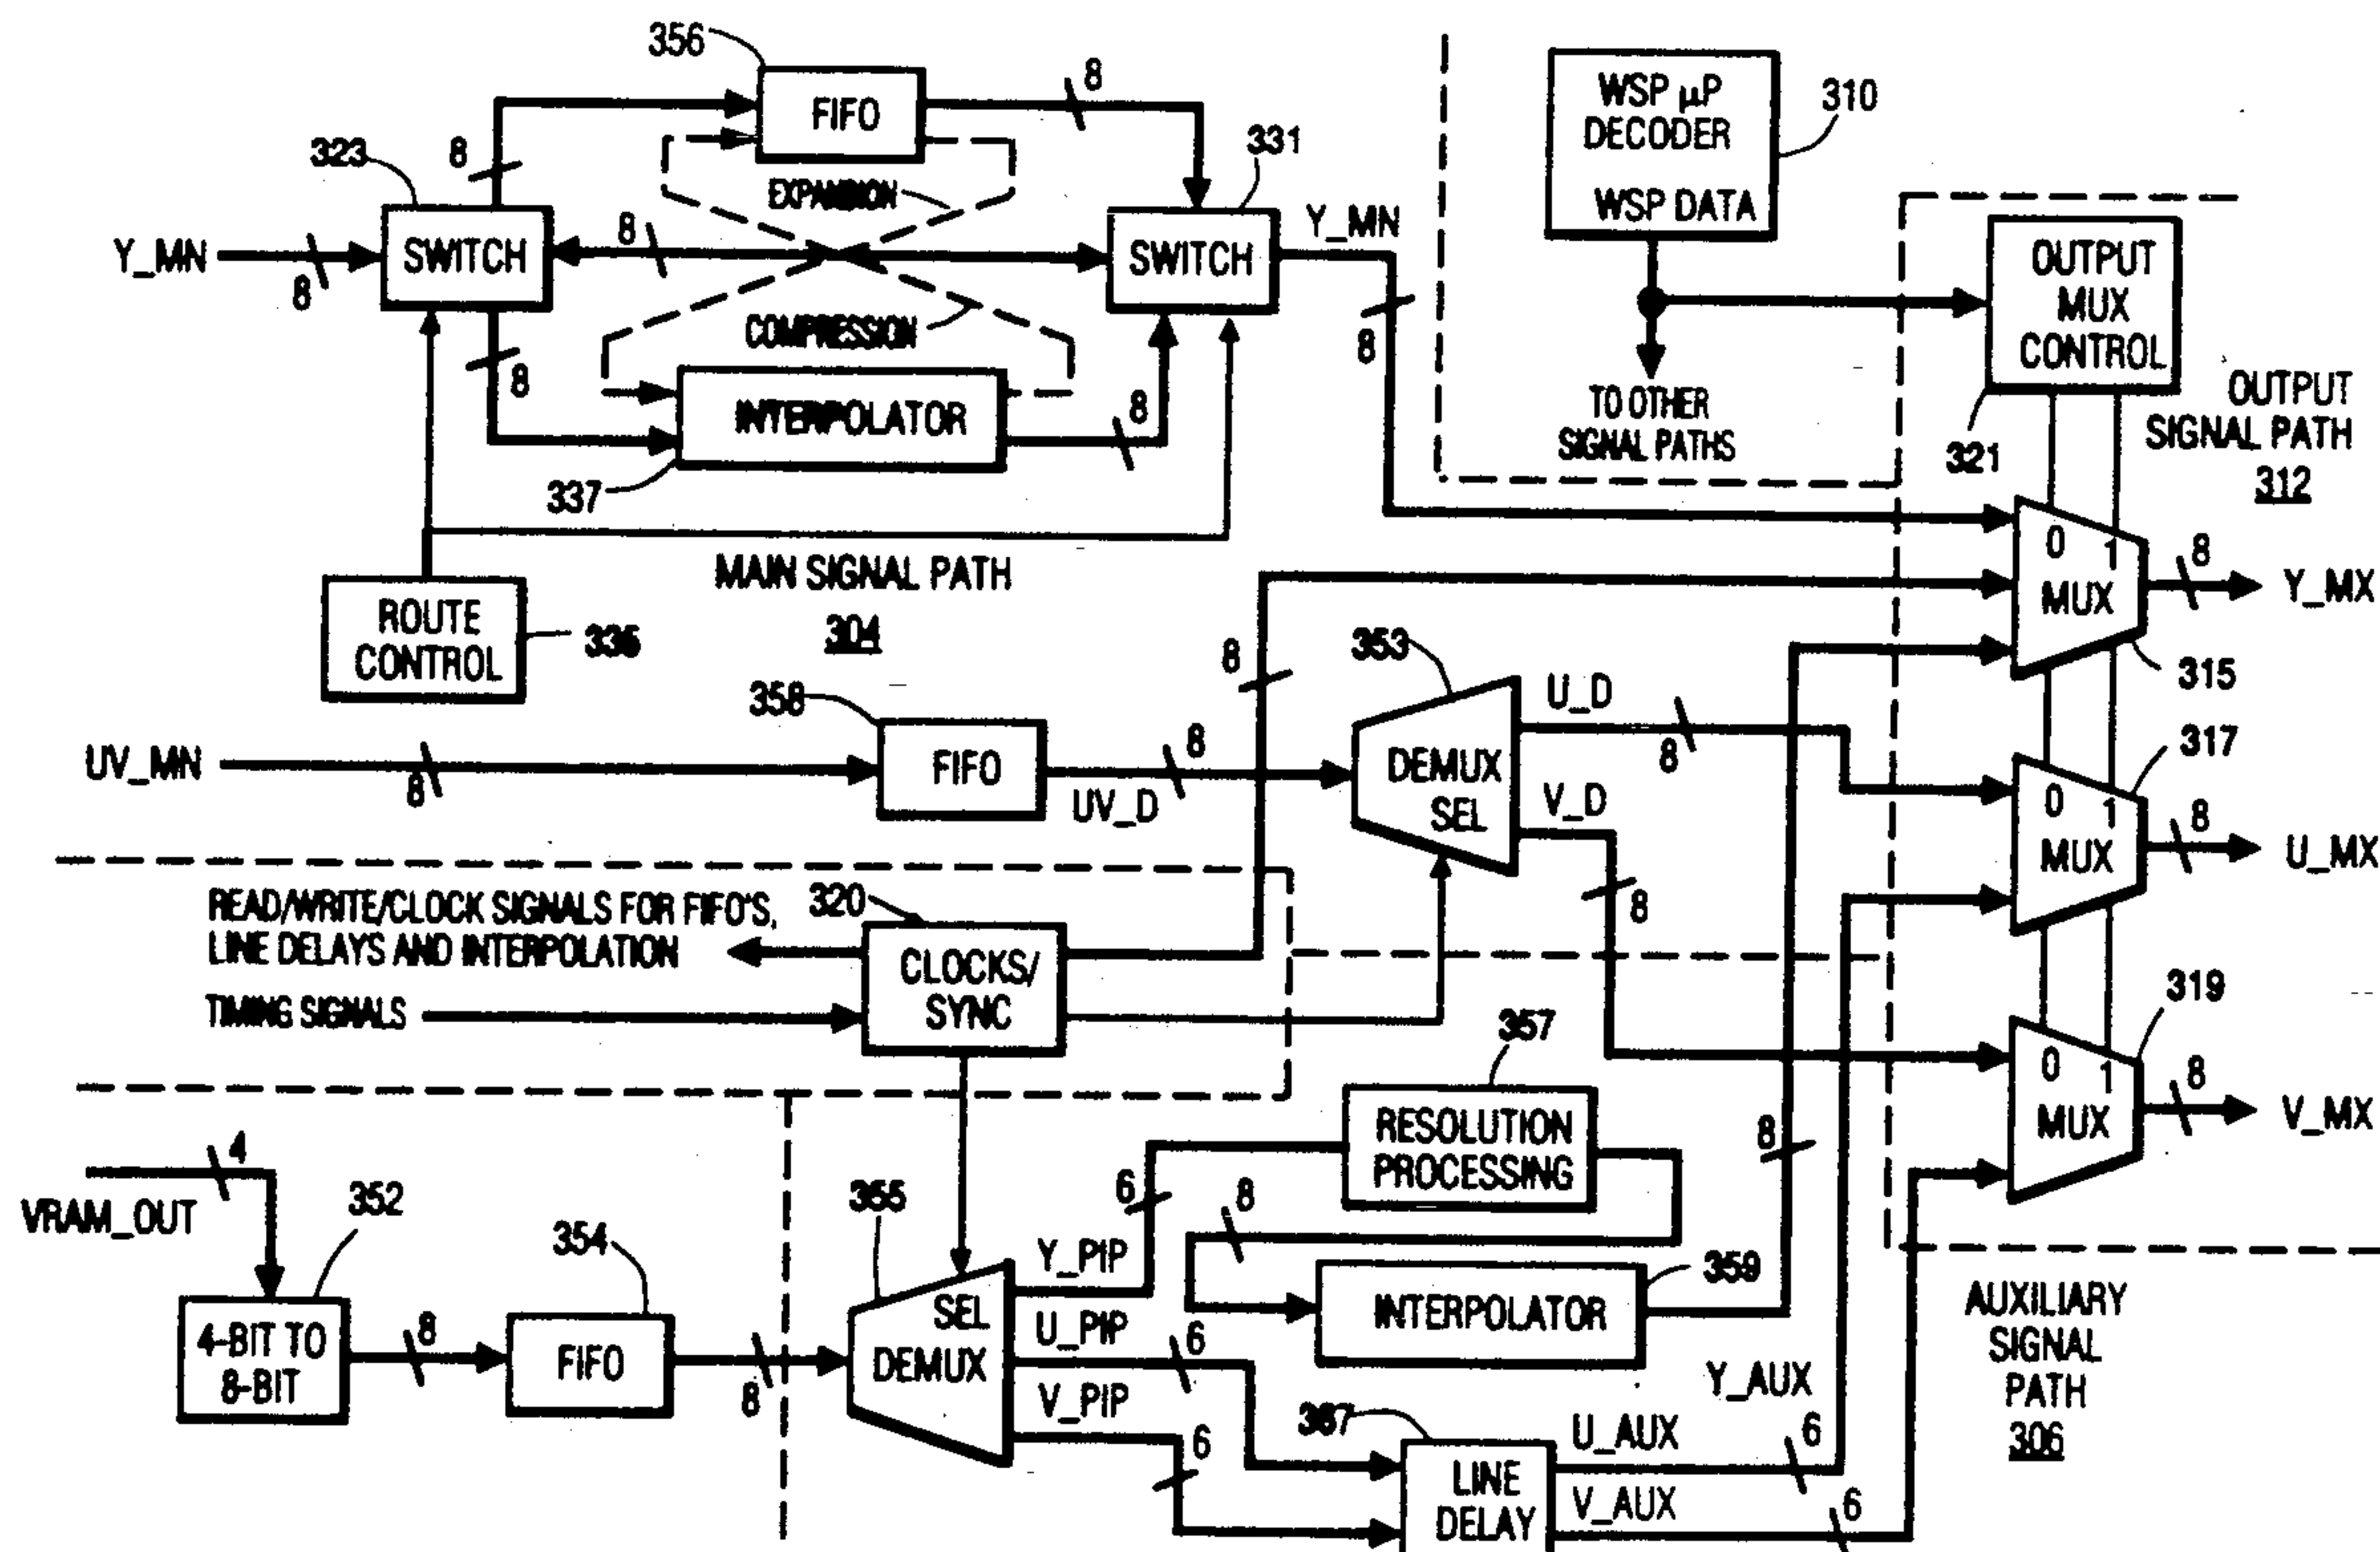 356
FIFO
8
323
8
EXPANSION
331
Y_MN
8
SWITCH
8
SWITCH
Y_MN
8
COMPRESSION
8
INTERPOLATOR
8
337
ROUTE
CONTROL
335
MAIN SIGNAL PATH
304
WSP µP
DECODER
WSP DATA
310
TO OTHER
SIGNAL PATHS
OUTPUT
MUX
CONTROL
321
OUTPUT
SIGNAL PATH
312
0
1
MUX
8
Y_MX
315
UV_MN
8
358
FIFO
UV_D
8
8
353
DEMUX
SEL
U_D
8
V_D
8
317
0
1
MUX
8
U_MX
READ/WRITE/CLOCK SIGNALS FOR FIFO'S,
LINE DELAYS AND INTERPOLATION
TIMING SIGNALS
320
CLOCKS/
SYNC
319
0
1
MUX
8
V_MX
VRAM_OUT
4
352
4-BIT TO
8-BIT
8
354
FIFO
8
355
SEL
DEMUX
Y_PIP
6
U_PIP
6
V_PIP
6
357
RESOLUTION
PROCESSING
8
INTERPOLATOR
359
8
Y_AUX
367
LINE
DELAY
U_AUX
6
V_AUX
6
AUXILIARY
SIGNAL
PATH
306